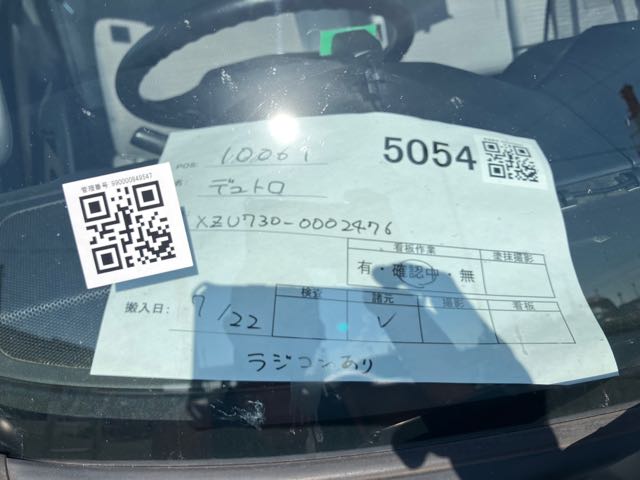 管理番号 990000849547
POS: 10061 5054
デュトロ
XZU730-0002476
看板作業 塗抹撮影
有・確認中・無
搬入日: 7/22
検査 諸元 撮影 看板
✓
ラジコンあり